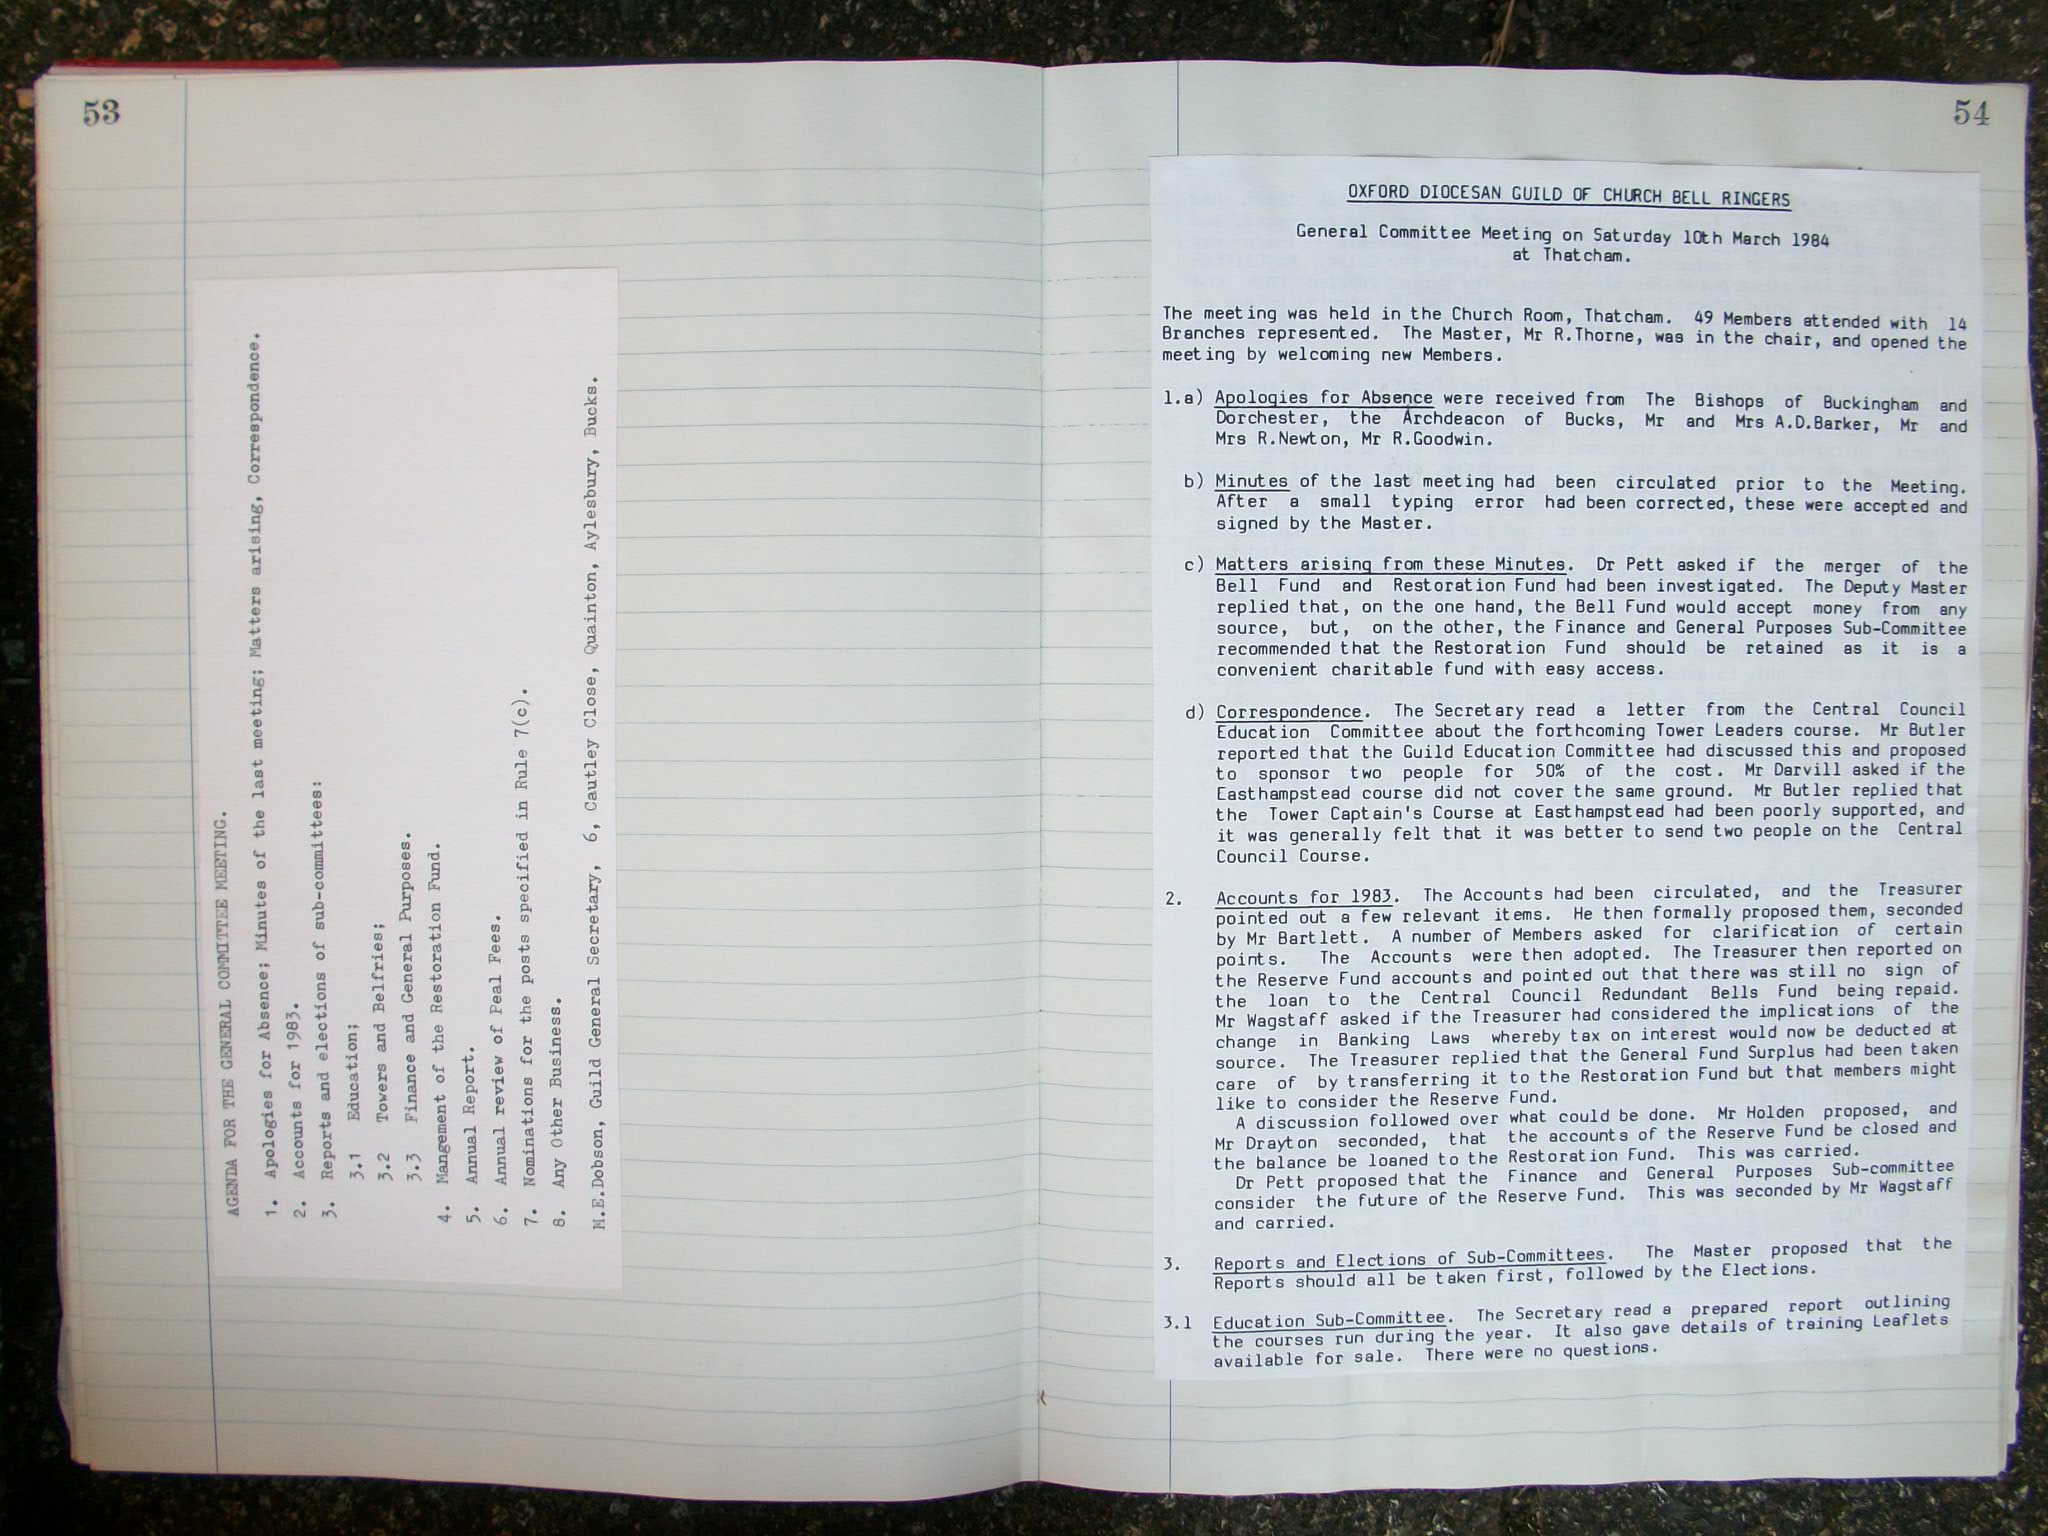 53
AGENDA FOR THE GENERAL COMMITTEE MEETING.
1. Apologies for Absence; Minutes of the last meeting; Matters arising, Correspondence.
2. Accounts for 1983.
3. Reports and elections of sub-committees:
3.1 Education;
3.2 Towers and Belfries;
3.3 Finance and General Purposes.
4. Mangement of the Restoration Fund.
5. Annual Report.
6. Annual review of Peal Fees.
7. Nominations for the posts specified in Rule 7(c).
8. Any Other Business.
M.E.Dobson, Guild General Secretary, 6, Cautley Close, Quainton, Aylesbury, Bucks.
54
OXFORD DIOCESAN GUILD OF CHURCH BELL RINGERS
General Committee Meeting on Saturday 10th March 1984
at Thatcham.
The meeting was held in the Church Room, Thatcham. 49 Members attended with 14
Branches represented. The Master, Mr R.Thorne, was in the chair, and opened the
meeting by welcoming new Members.
1.a) Apologies for Absence were received from The Bishops of Buckingham and
Dorchester, the Archdeacon of Bucks, Mr and Mrs A.D.Barker, Mr and
Mrs R.Newton, Mr R.Goodwin.
b) Minutes of the last meeting had been circulated prior to the Meeting.
After a small typing error had been corrected, these were accepted and
signed by the Master.
c) Matters arising from these Minutes. Dr Pett asked if the merger of the
Bell Fund and Restoration Fund had been investigated. The Deputy Master
replied that, on the one hand, the Bell Fund would accept money from any
source, but, on the other, the Finance and General Purposes Sub-Committee
recommended that the Restoration Fund should be retained as it is a
convenient charitable fund with easy access.
d) Correspondence. The Secretary read a letter from the Central Council
Education Committee about the forthcoming Tower Leaders course. Mr Butler
reported that the Guild Education Committee had discussed this and proposed
to sponsor two people for 50% of the cost. Mr Darvill asked if the
Easthampstead course did not cover the same ground. Mr Butler replied that
the Tower Captain's Course at Easthampstead had been poorly supported, and
it was generally felt that it was better to send two people on the Central
Council Course.
2. Accounts for 1983. The Accounts had been circulated, and the Treasurer
pointed out a few relevant items. He then formally proposed them, seconded
by Mr Bartlett. A number of Members asked for clarification of certain
points. The Accounts were then adopted. The Treasurer then reported on
the Reserve Fund accounts and pointed out that there was still no sign of
the loan to the Central Council Redundant Bells Fund being repaid.
Mr Wagstaff asked if the Treasurer had considered the implications of the
change in Banking Laws whereby tax on interest would now be deducted at
source. The Treasurer replied that the General Fund Surplus had been taken
care of by transferring it to the Restoration Fund but that members might
like to consider the Reserve Fund.
A discussion followed over what could be done. Mr Holden proposed, and
Mr Drayton seconded, that the accounts of the Reserve Fund be closed and
the balance be loaned to the Restoration Fund. This was carried.
Dr Pett proposed that the Finance and General Purposes Sub-committee
consider the future of the Reserve Fund. This was seconded by Mr Wagstaff
and carried.
3. Reports and Elections of Sub-Committees. The Master proposed that the
Reports should all be taken first, followed by the Elections.
3.1 Education Sub-Committee. The Secretary read a prepared report outlining
the courses run during the year. It also gave details of training leaflets
available for sale. There were no questions.